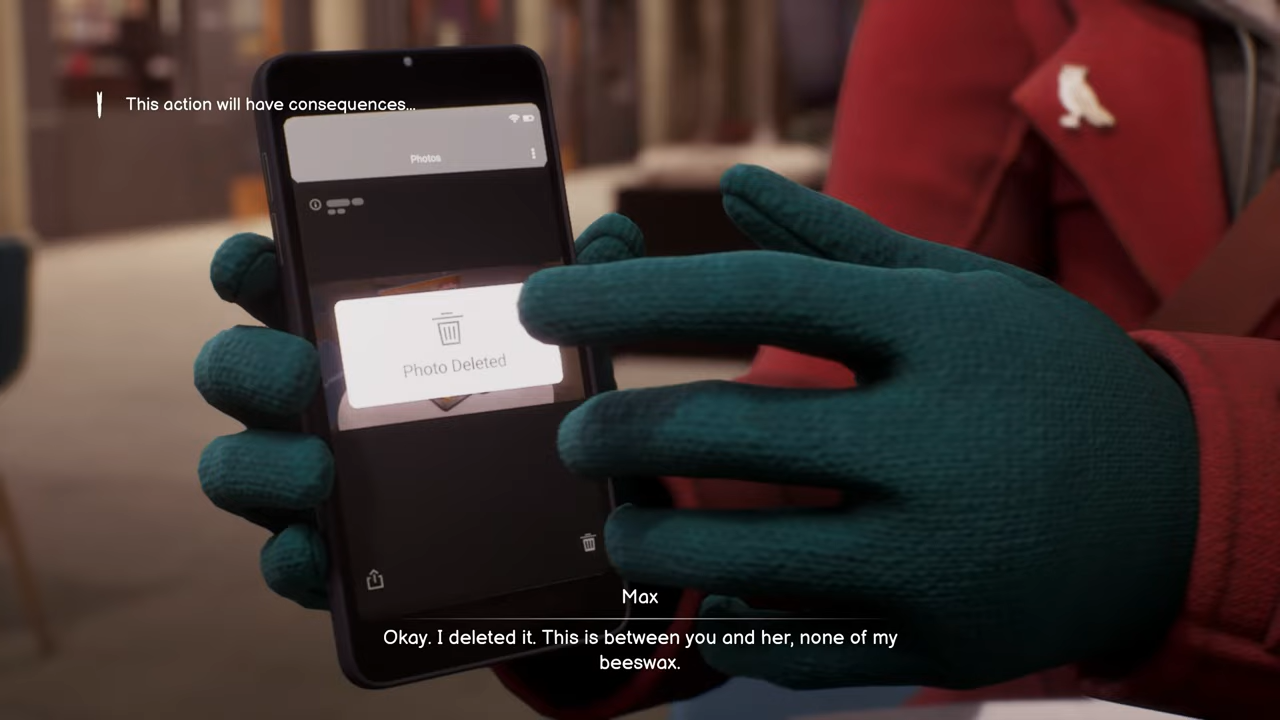 This action will have consequences...
Photos
Photo Deleted
Max
Okay. I deleted it. This is between you and her, none of my
beeswax.